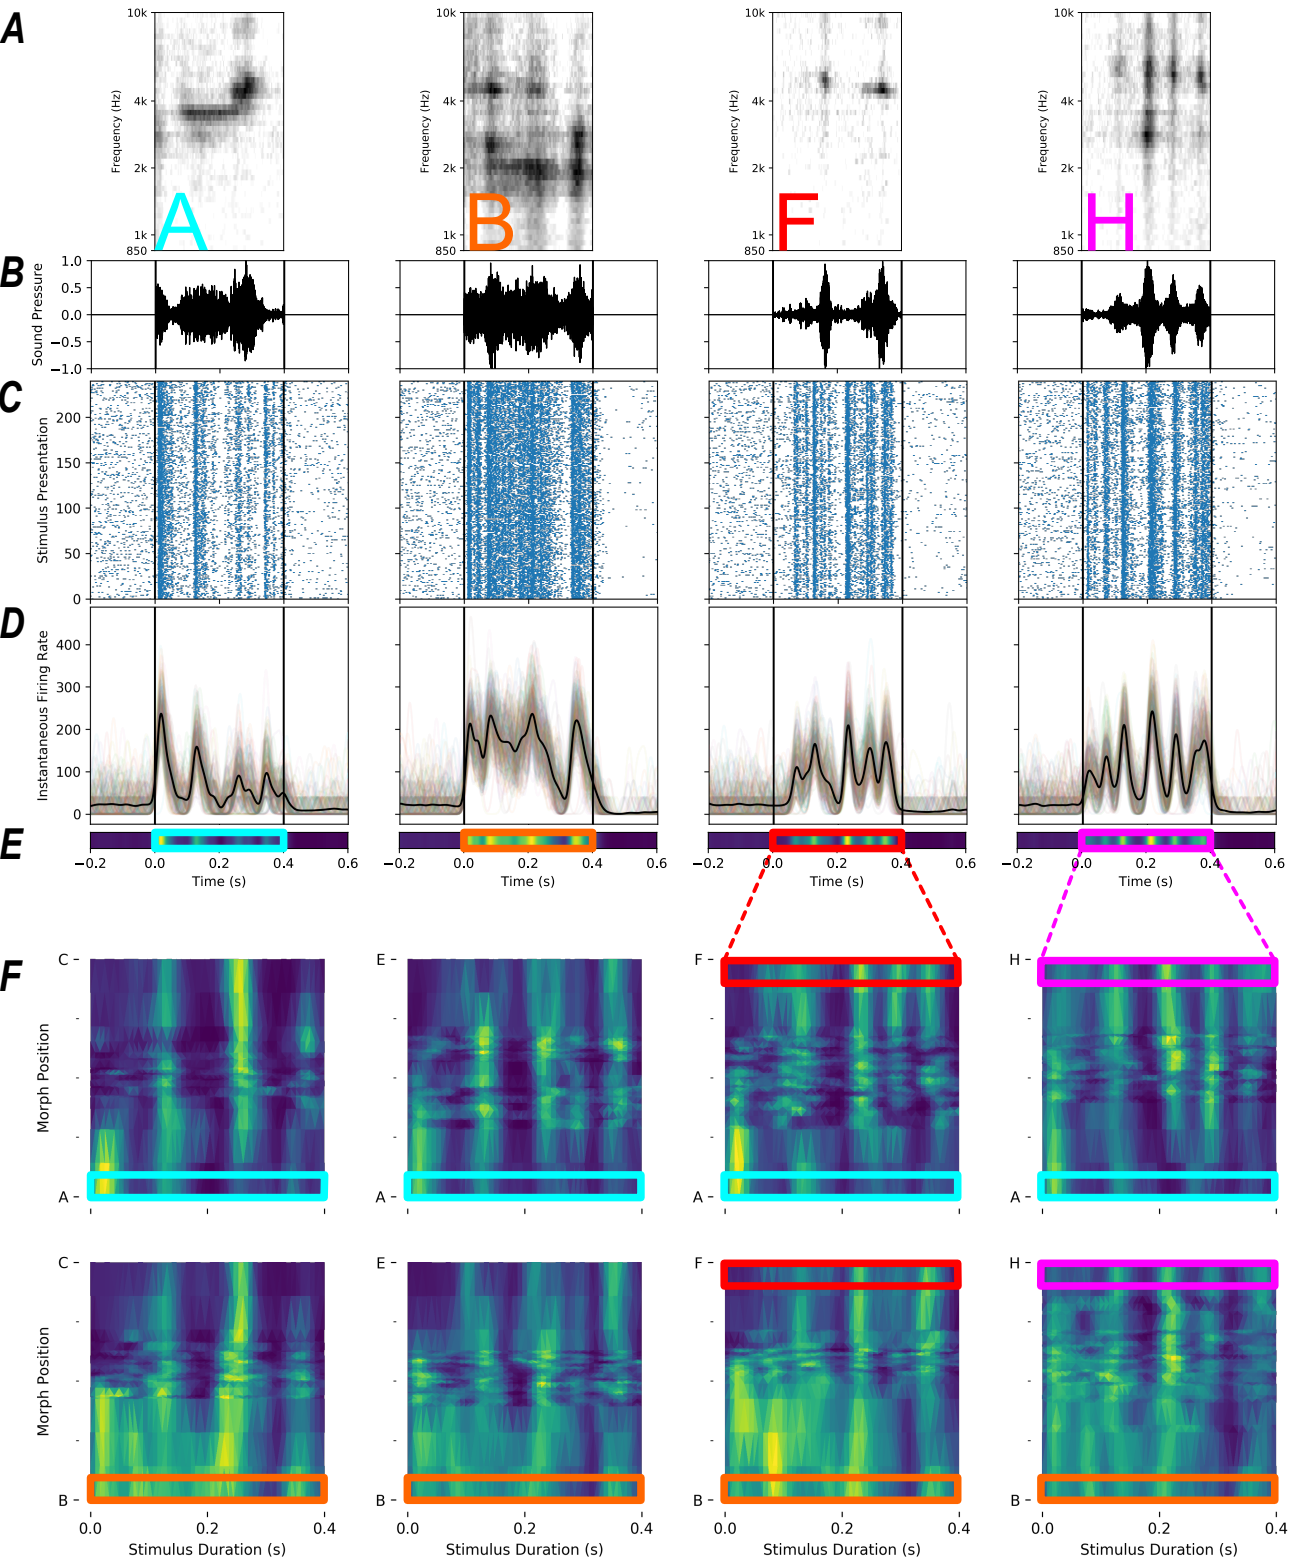 A
10k
4k
2k
1k
850
Frequency (Hz)
A
10k
4k
2k
1k
850
Frequency (Hz)
B
10k
4k
2k
1k
850
Frequency (Hz)
F
10k
4k
2k
1k
850
Frequency (Hz)
H
B
Sound Pressure
1.0
0.5
0.0
−0.5
−1.0
C
Stimulus Presentation
200
150
100
50
0
D
Instantaneous Firing Rate
400
300
200
100
0
E
−0.2 0.0 0.2 0.4 0.6
Time (s)
−0.2 0.0 0.2 0.4 0.6
Time (s)
−0.2 0.0 0.2 0.4 0.6
Time (s)
−0.2 0.0 0.2 0.4 0.6
Time (s)
F
Morph Position
C
A
E
A
F
A
H
A
Morph Position
C
B
E
B
F
B
H
B
0.0 0.2 0.4
Stimulus Duration (s)
0.0 0.2 0.4
Stimulus Duration (s)
0.0 0.2 0.4
Stimulus Duration (s)
0.0 0.2 0.4
Stimulus Duration (s)